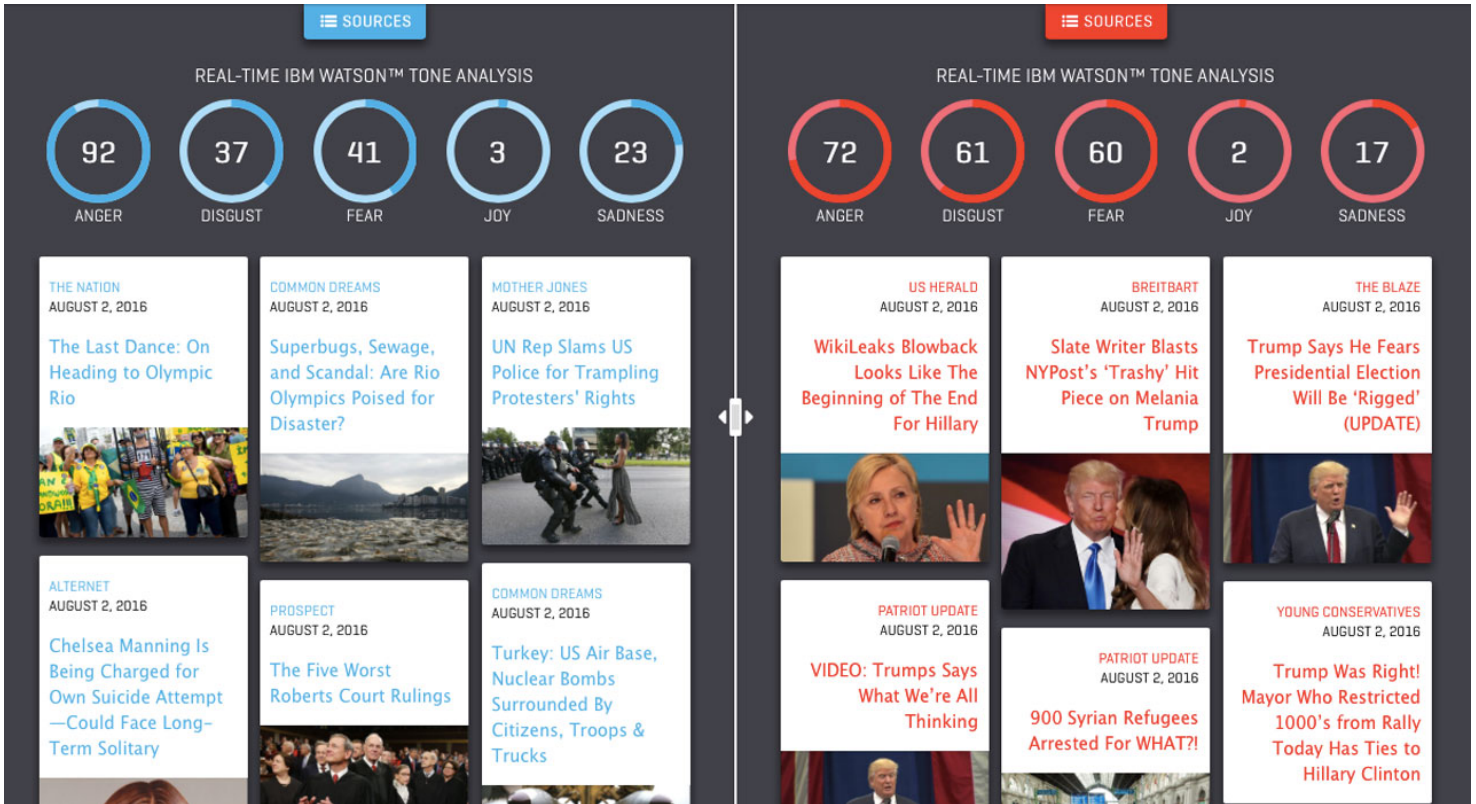 SOURCES
REAL-TIME IBM WATSON™ TONE ANALYSIS
92
37
41
3
23
ANGER
DISGUST
FEAR
JOY
SADNESS
THE NATION
AUGUST 2, 2016
The Last Dance: On
Heading to Olympic
Rio
COMMON DREAMS
AUGUST 2, 2016
Superbugs, Sewage,
and Scandal: Are Rio
Olympics Poised for
Disaster?
MOTHER JONES
AUGUST 2, 2016
UN Rep Slams US
Police for Trampling
Protesters' Rights
ALTERNET
AUGUST 2, 2016
Chelsea Manning Is
Being Charged for
Own Suicide Attempt
—Could Face Long-
Term Solitary
PROSPECT
AUGUST 2, 2016
The Five Worst
Roberts Court Rulings
COMMON DREAMS
AUGUST 2, 2016
Turkey: US Air Base,
Nuclear Bombs
Surrounded By
Citizens, Troops &
Trucks
SOURCES
REAL-TIME IBM WATSON™ TONE ANALYSIS
72
61
60
2
17
ANGER
DISGUST
FEAR
JOY
SADNESS
US HERALD
AUGUST 2, 2016
WikiLeaks Blowback
Looks Like The
Beginning of The End
For Hillary
BREITBART
AUGUST 2, 2016
Slate Writer Blasts
NYPost's ‘Trashy’ Hit
Piece on Melania
Trump
THE BLAZE
AUGUST 2, 2016
Trump Says He Fears
Presidential Election
Will Be ‘Rigged’
(UPDATE)
PATRIOT UPDATE
AUGUST 2, 2016
VIDEO: Trumps Says
What We’re All
Thinking
PATRIOT UPDATE
AUGUST 2, 2016
900 Syrian Refugees
Arrested For WHAT?!
YOUNG CONSERVATIVES
AUGUST 2, 2016
Trump Was Right!
Mayor Who Restricted
1000’s from Rally
Today Has Ties to
Hillary Clinton